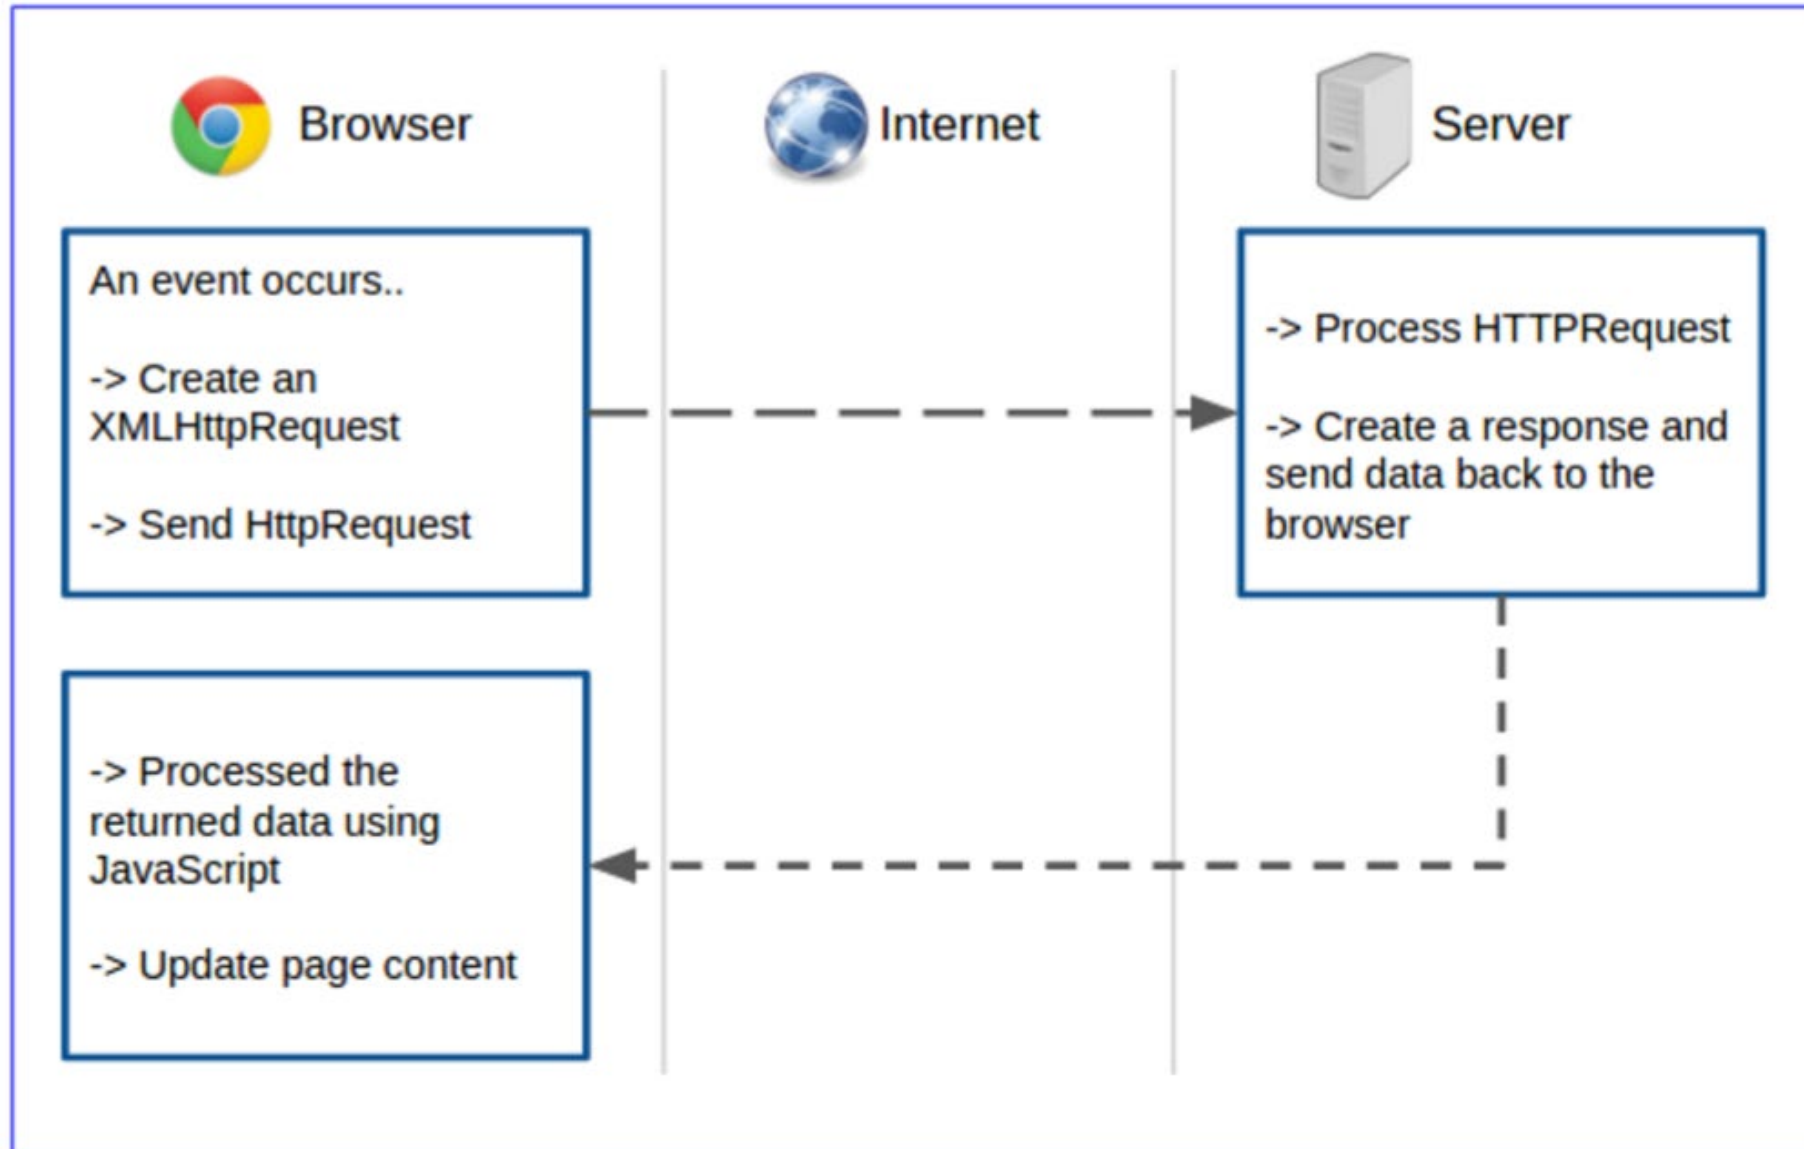 Browser
Internet
Server
An event occurs..
-> Create an
XMLHttpRequest
-> Send HttpRequest
-> Process HTTPRequest
-> Create a response and
send data back to the
browser
-> Processed the
returned data using
JavaScript
-> Update page content